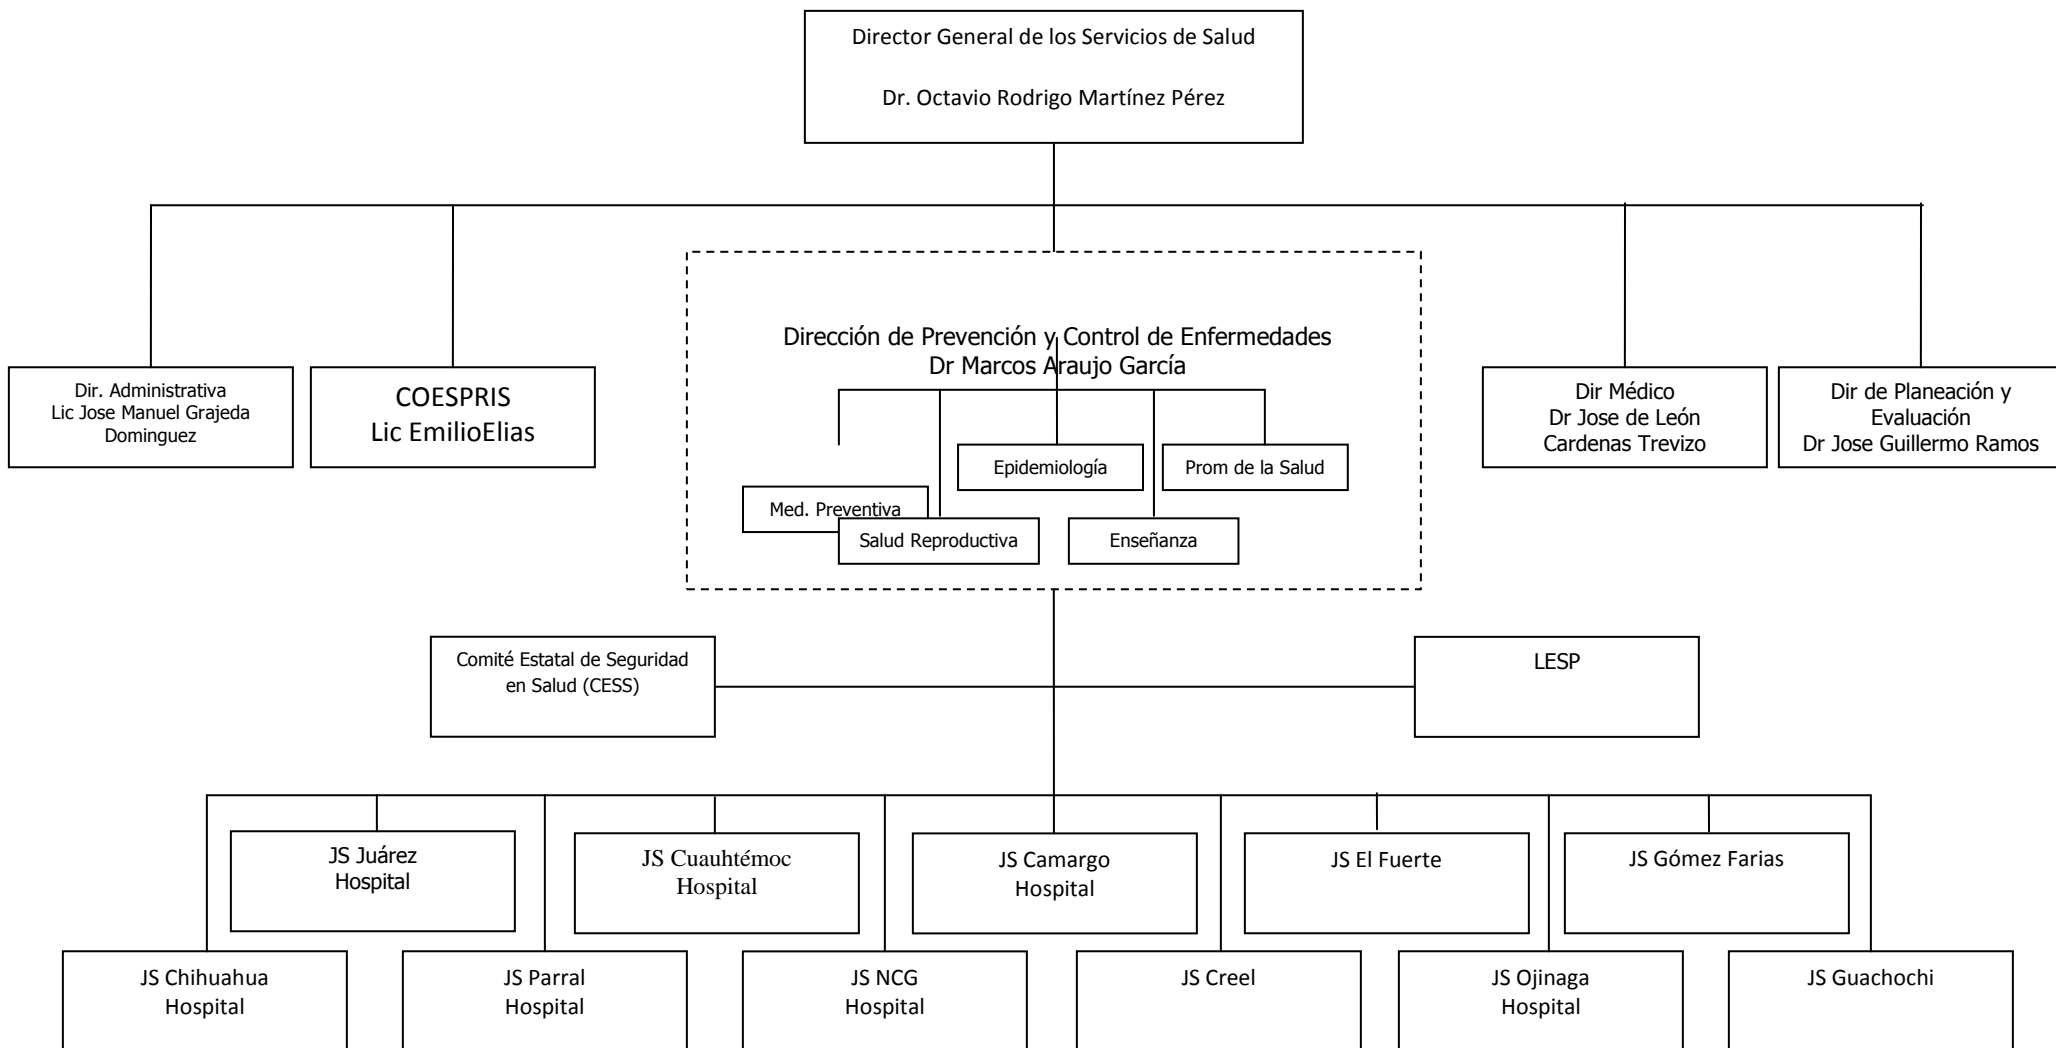 Director General de los Servicios de Salud
Dr. Octavio Rodrigo Martínez Pérez
Dir. Administrativa
Lic Jose Manuel Grajeda
Dominguez
COESPRIS
Lic EmilioElias
Dirección de Prevención y Control de Enfermedades
Dr Marcos Araujo García
Epidemiología
Prom de la Salud
Med. Preventiva
Salud Reproductiva
Enseñanza
Dir Médico
Dr Jose de León
Cardenas Trevizo
Dir de Planeación y
Evaluación
Dr Jose Guillermo Ramos
Comité Estatal de Seguridad
en Salud (CESS)
LESP
JS Juárez
Hospital
JS Cuauhtémoc
Hospital
JS Camargo
Hospital
JS El Fuerte
JS Gómez Farias
JS Chihuahua
Hospital
JS Parral
Hospital
JS NCG
Hospital
JS Creel
JS Ojinaga
Hospital
JS Guachochi